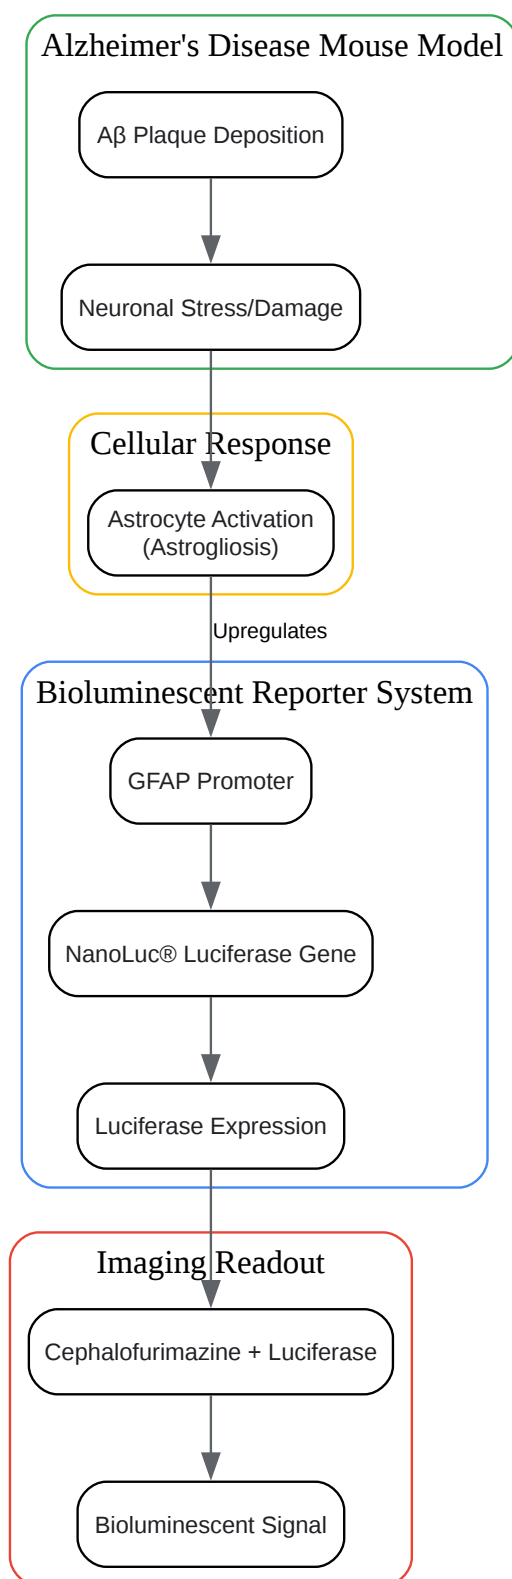 Alzheimer's Disease Mouse Model
Aβ Plaque Deposition
Neuronal Stress/Damage
Cellular Response
Astrocyte Activation
(Astrogliosis)
Upregulates
Bioluminescent Reporter System
GFAP Promoter
NanoLuc® Luciferase Gene
Luciferase Expression
Imaging Readout
Cephalofurimazine + Luciferase
Bioluminescent Signal